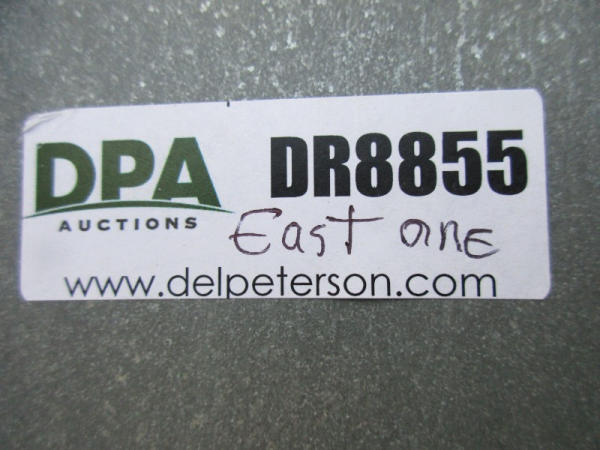 DPA DR8855
AUCTIONS
East one
www.delpeterson.com